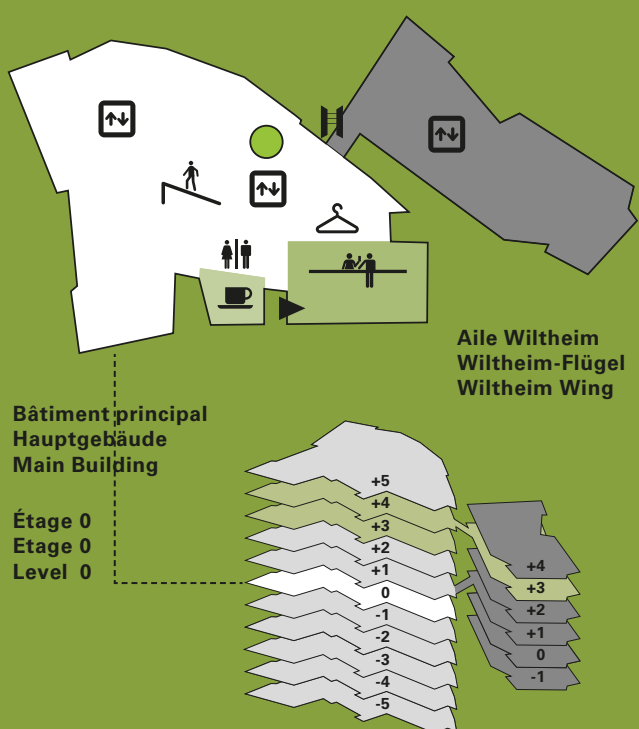 Aile Wiltheim
Wiltheim-Flügel
Wiltheim Wing
Bâtiment principal
Hauptgebäude
Main Building
Étage 0
Etage 0
Level 0
+5
+4
+3
+2
+1
0
-1
-2
-3
-4
-5
+4
+3
+2
+1
0
-1